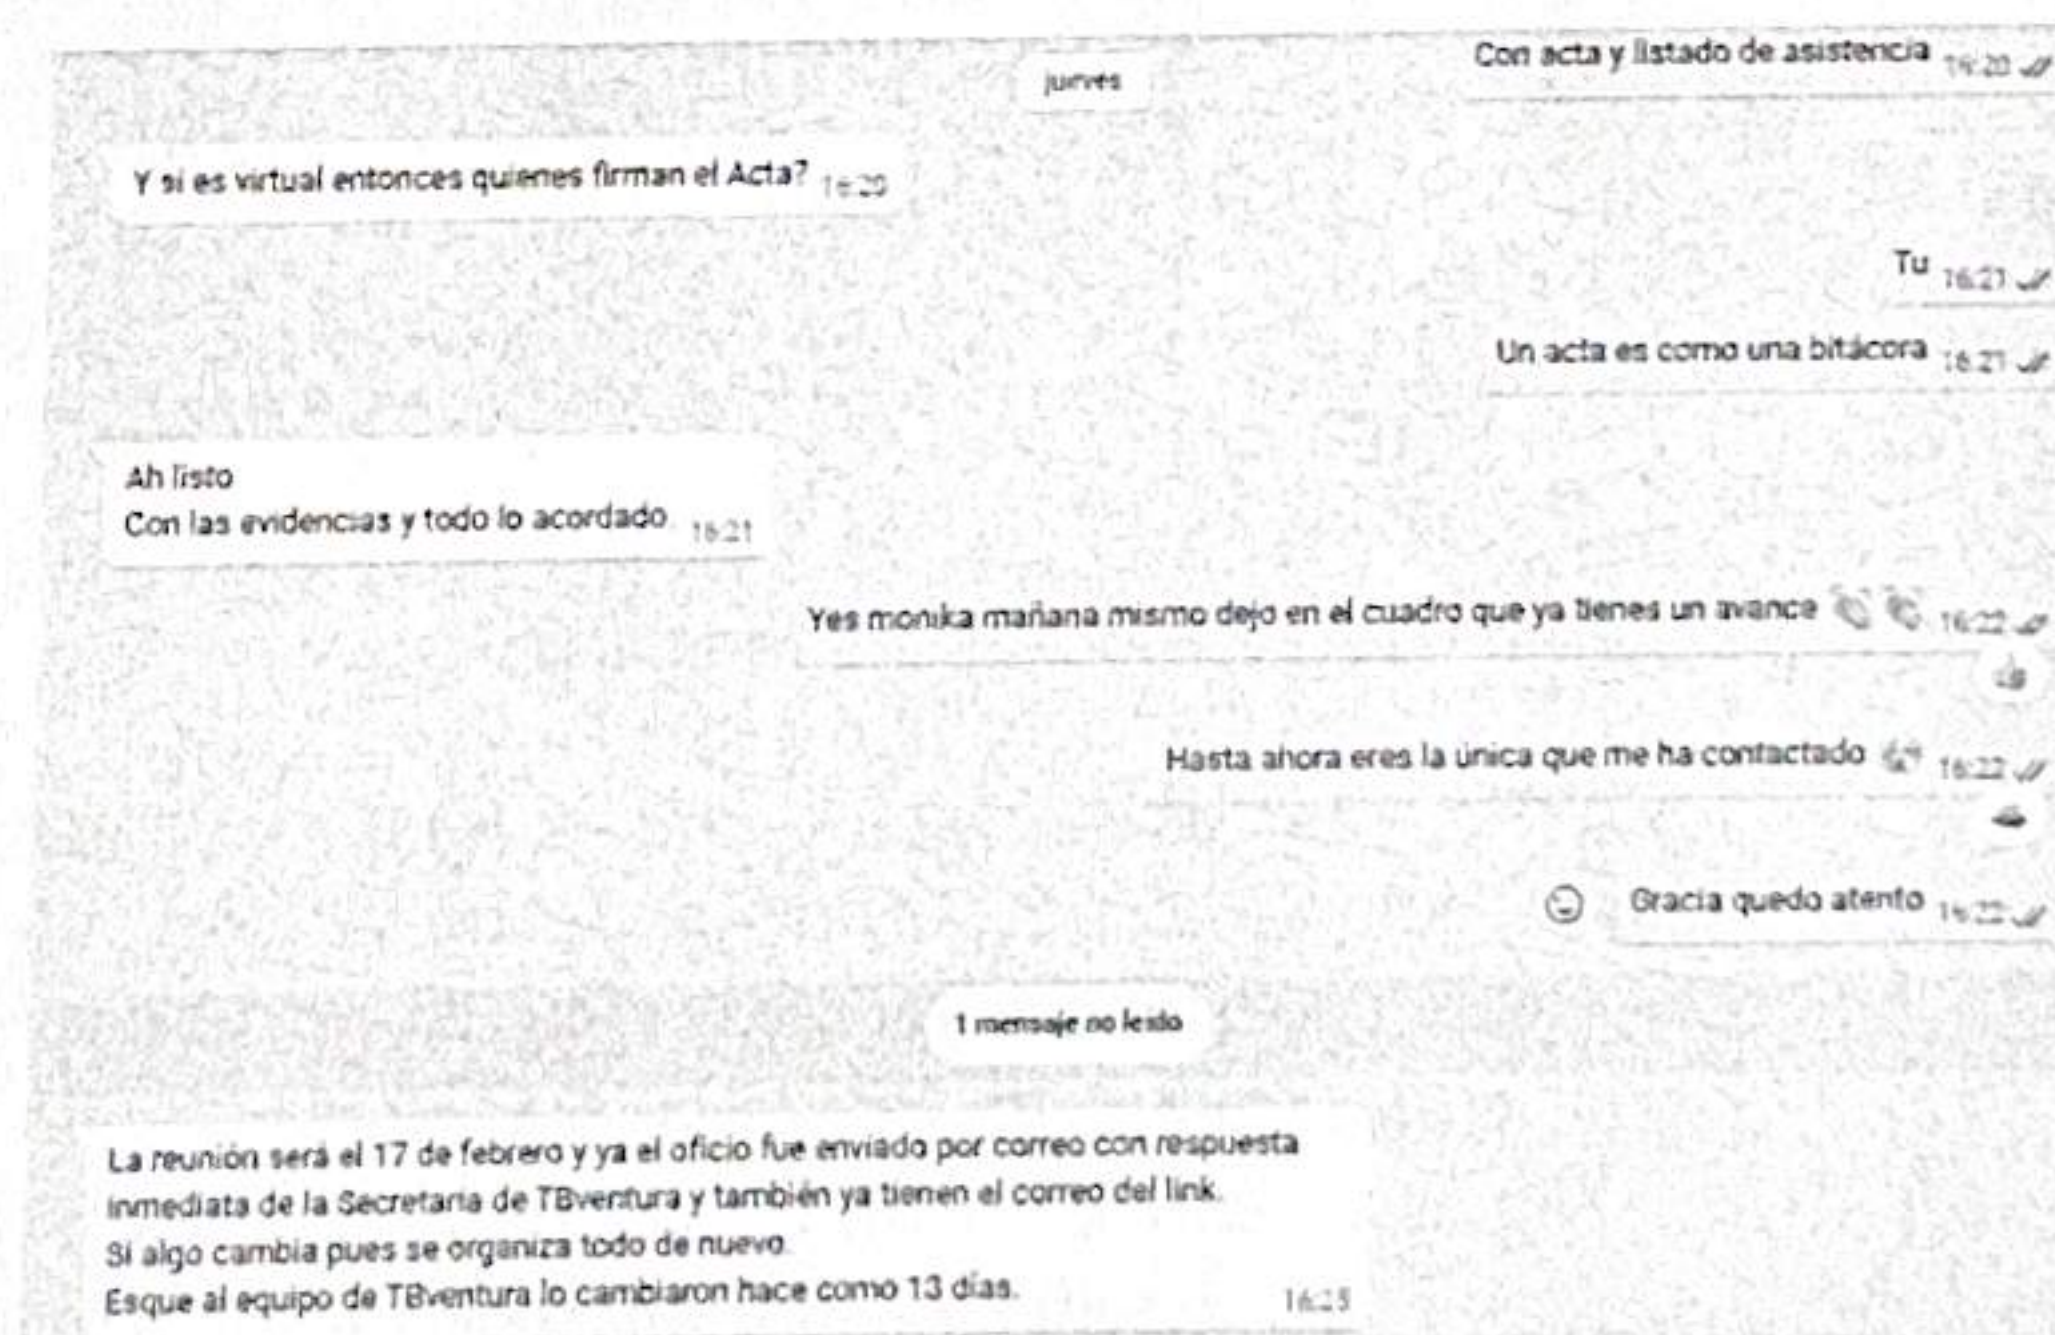 Con acta y listado de asistencia 16:20
jueves
Y si es virtual entonces quienes firman el Acta? 16:20
Tu 16:21
Un acta es como una bitácora 16:21
Ah listo
Con las evidencias y todo lo acordado 16:21
Yes monika mañana mismo dejo en el cuadro que ya tienes un avance 16:22
Hasta ahora eres la única que me ha contactado 16:22
Gracia quedo atento 16:22
1 mensaje no leído
La reunión será el 17 de febrero y ya el oficio fue enviado por correo con respuesta
inmediata de la Secretaria de TBventura y también ya tienen el correo del link.
Si algo cambia pues se organiza todo de nuevo.
Esque al equipo de TBventura lo cambiaron hace como 13 días. 16:25